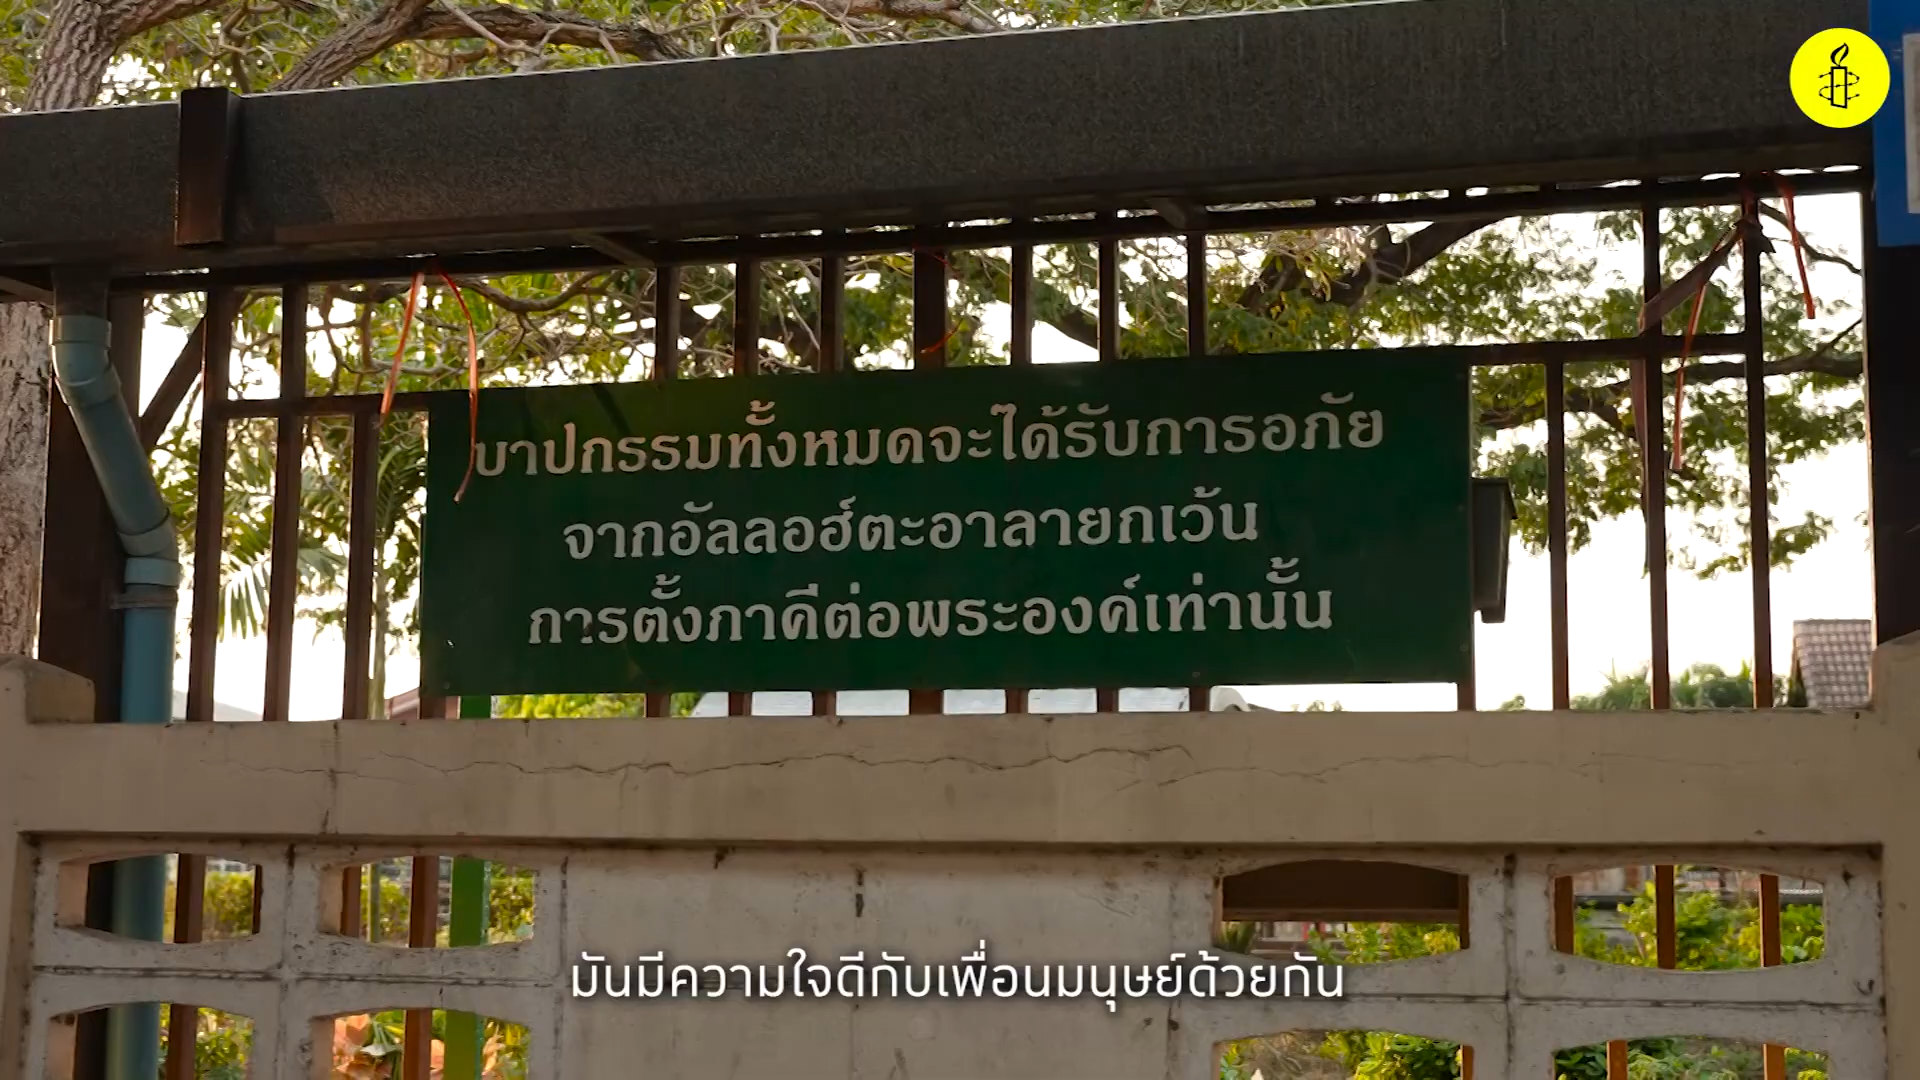 บาปกรรมทั้งหมดจะได้รับการอภัย
จากอัลลอฮ์ตะอาลายกเว้น
การตั้งภาคีต่อพระองค์เท่านั้น
มันมีความใจดีกับเพื่อนมนุษย์ด้วยกัน